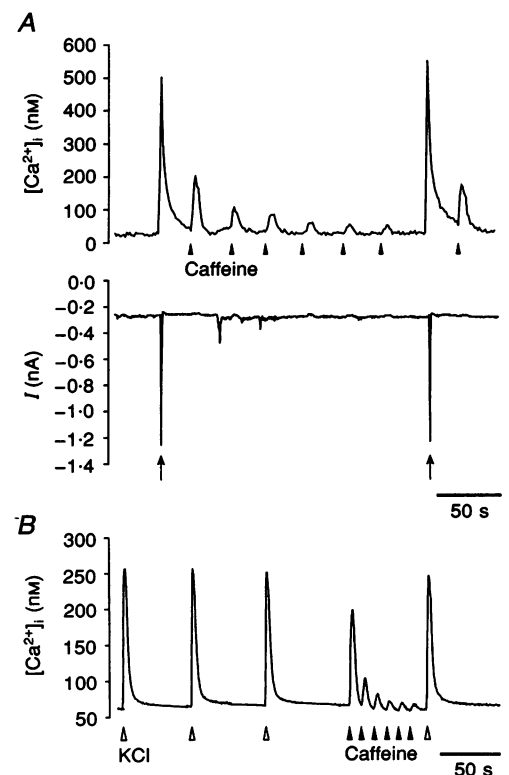 A
600
500
400
300
200
100
0
[Ca²⁺]ᵢ (nM)
Caffeine
0·0
−0·2
−0·4
−0·6
−0·8
−1·0
−1·2
−1·4
I (nA)
50 s
B
300
250
200
150
100
50
[Ca²⁺]ᵢ (nM)
KCl
Caffeine
50 s